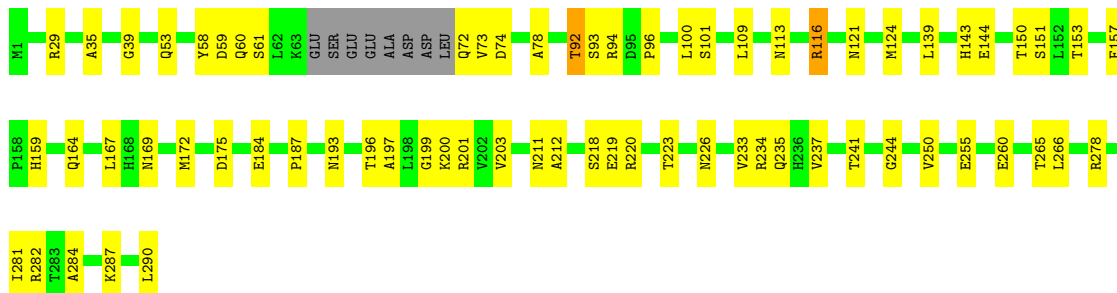 M1 R29 A35 G39 Q53 Y58 D59 Q60 S61 L62 K63 GLU SER GLU GLU ALA ASP ASP LEU Q72 V73 D74 A78 T92 S93 R94 D95 P96 L100 S101 L109 N113 R116 N121 M124 L139 H143 E144 T150 S151 L152 T153 E157
P158 H159 Q164 L167 H168 N169 M172 D175 E184 P187 N193 T196 A197 L198 G199 K200 R201 V202 V203 N211 A212 S218 E219 R220 T223 N226 V233 R234 Q235 H236 V237 T241 G244 V250 E255 E260 T265 L266 R278
I281 R282 T283 A284 K287 L290